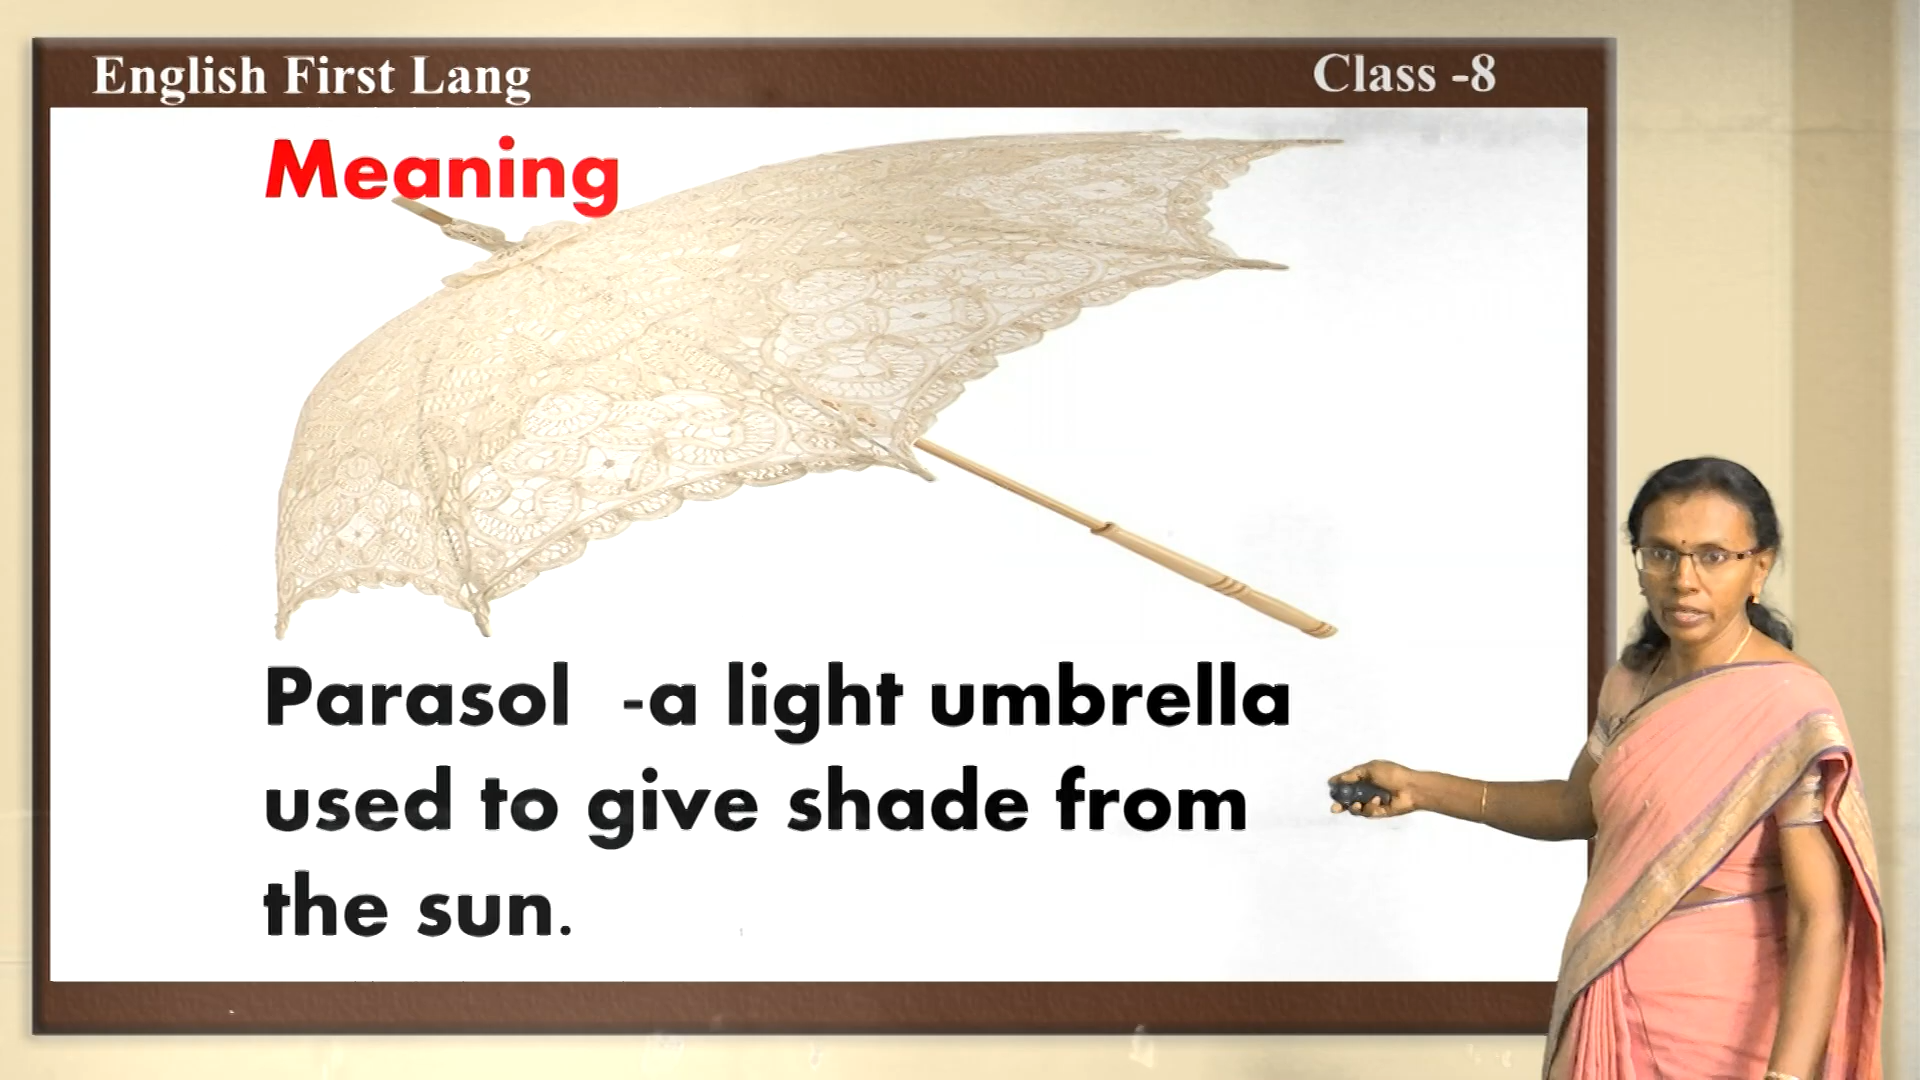 English First Lang
Class -8
Meaning
Parasol -a light umbrella
used to give shade from
the sun.